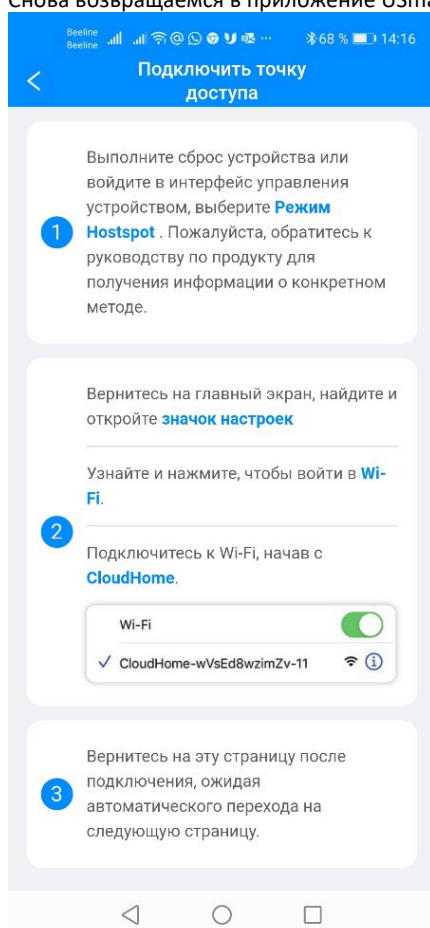 Снова возвращаемся в приложение USma
Beeline
Beeline
68 % 14:16
Подключить точку
доступа
Выполните сброс устройства или
войдите в интерфейс управления
устройством, выберите Режим
1 Hostspot . Пожалуйста, обратитесь к
руководству по продукту для
получения информации о конкретном
методе.
Вернитесь на главный экран, найдите и
откройте значок настроек
Узнайте и нажмите, чтобы войти в Wi-
Fi.
2
Подключитесь к Wi-Fi, начав с
CloudHome.
Wi-Fi
CloudHome-wVsEd8wzimZv-11
Вернитесь на эту страницу после
подключения, ожидая
3 автоматического перехода на
следующую страницу.